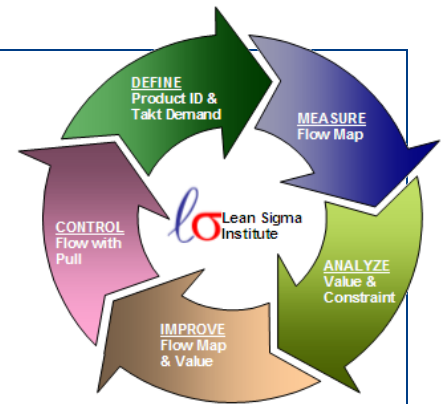 DEFINE
Product ID &
Takt Demand
MEASURE
Flow Map
ANALYZE
Value &
Constraint
IMPROVE
Flow Map
& Value
CONTROL
Flow with
Pull
ℓσ Lean Sigma
Institute